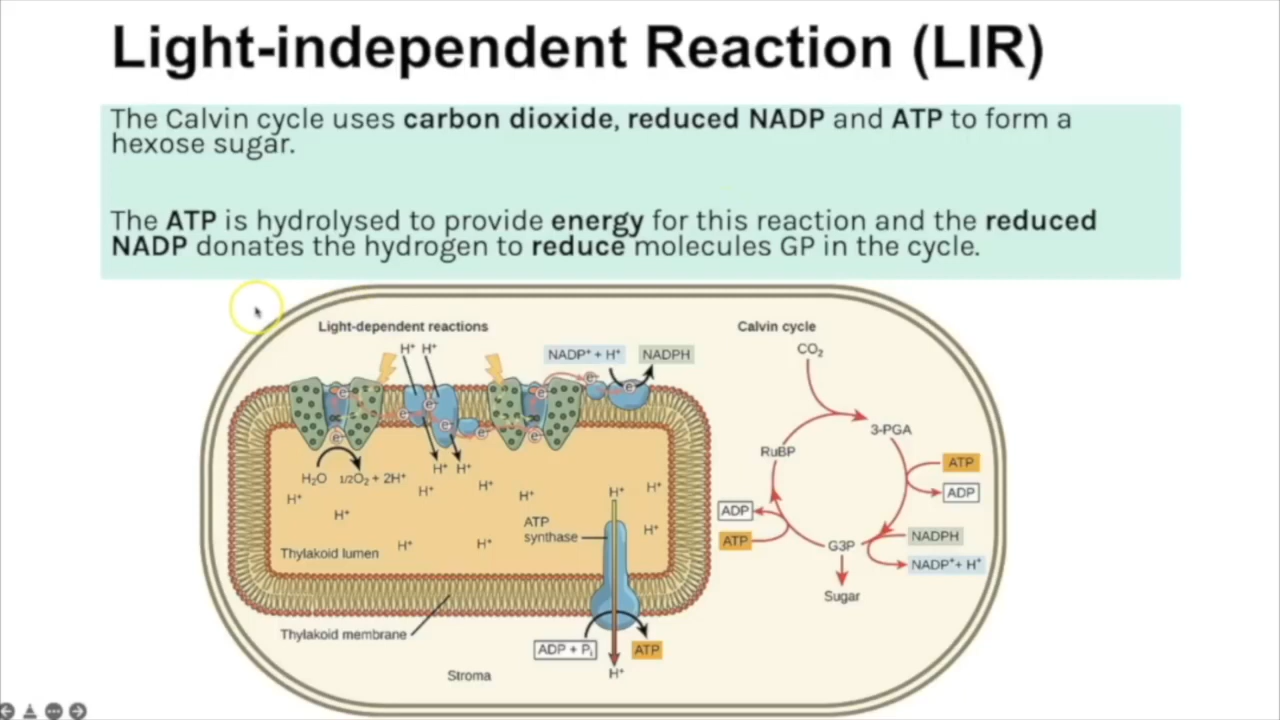 Light-independent Reaction (LIR)
The Calvin cycle uses carbon dioxide, reduced NADP and ATP to form a
hexose sugar.
The ATP is hydrolysed to provide energy for this reaction and the reduced
NADP donates the hydrogen to reduce molecules GP in the cycle.
Light-dependent reactions
Calvin cycle
H⁺ H⁺
NADP⁺ + H⁺
NADPH
CO₂
e⁻
e⁻
e⁻
e⁻
e⁻
e⁻
e⁻
e⁻
e⁻
e⁻
3-PGA
RuBP
H₂O 1/2O₂ + 2H⁺
H⁺ H⁺
H⁺
H⁺
H⁺
H⁺
H⁺
H⁺
H⁺
H⁺
H⁺
H⁺
ATP
synthase
Thylakoid lumen
ATP
ADP
ADP
ATP
NADPH
NADP⁺+ H⁺
G3P
Sugar
Thylakoid membrane
ADP + Pᵢ
ATP
H⁺
Stroma